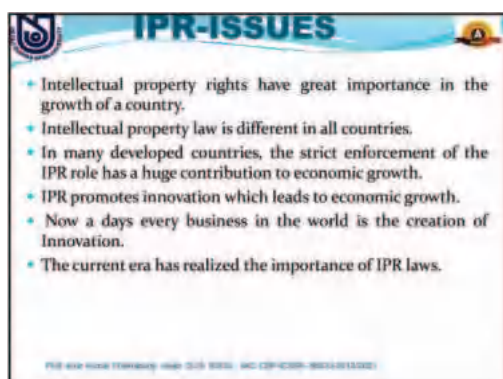 IPR-ISSUES
Intellectual property rights have great importance in the
growth of a country.
Intellectual property law is different in all countries.
In many developed countries, the strict enforcement of the
IPR role has a huge contribution to economic growth.
IPR promotes innovation which leads to economic growth.
Now a days every business in the world is the creation of
Innovation.
The current era has realized the importance of IPR laws.